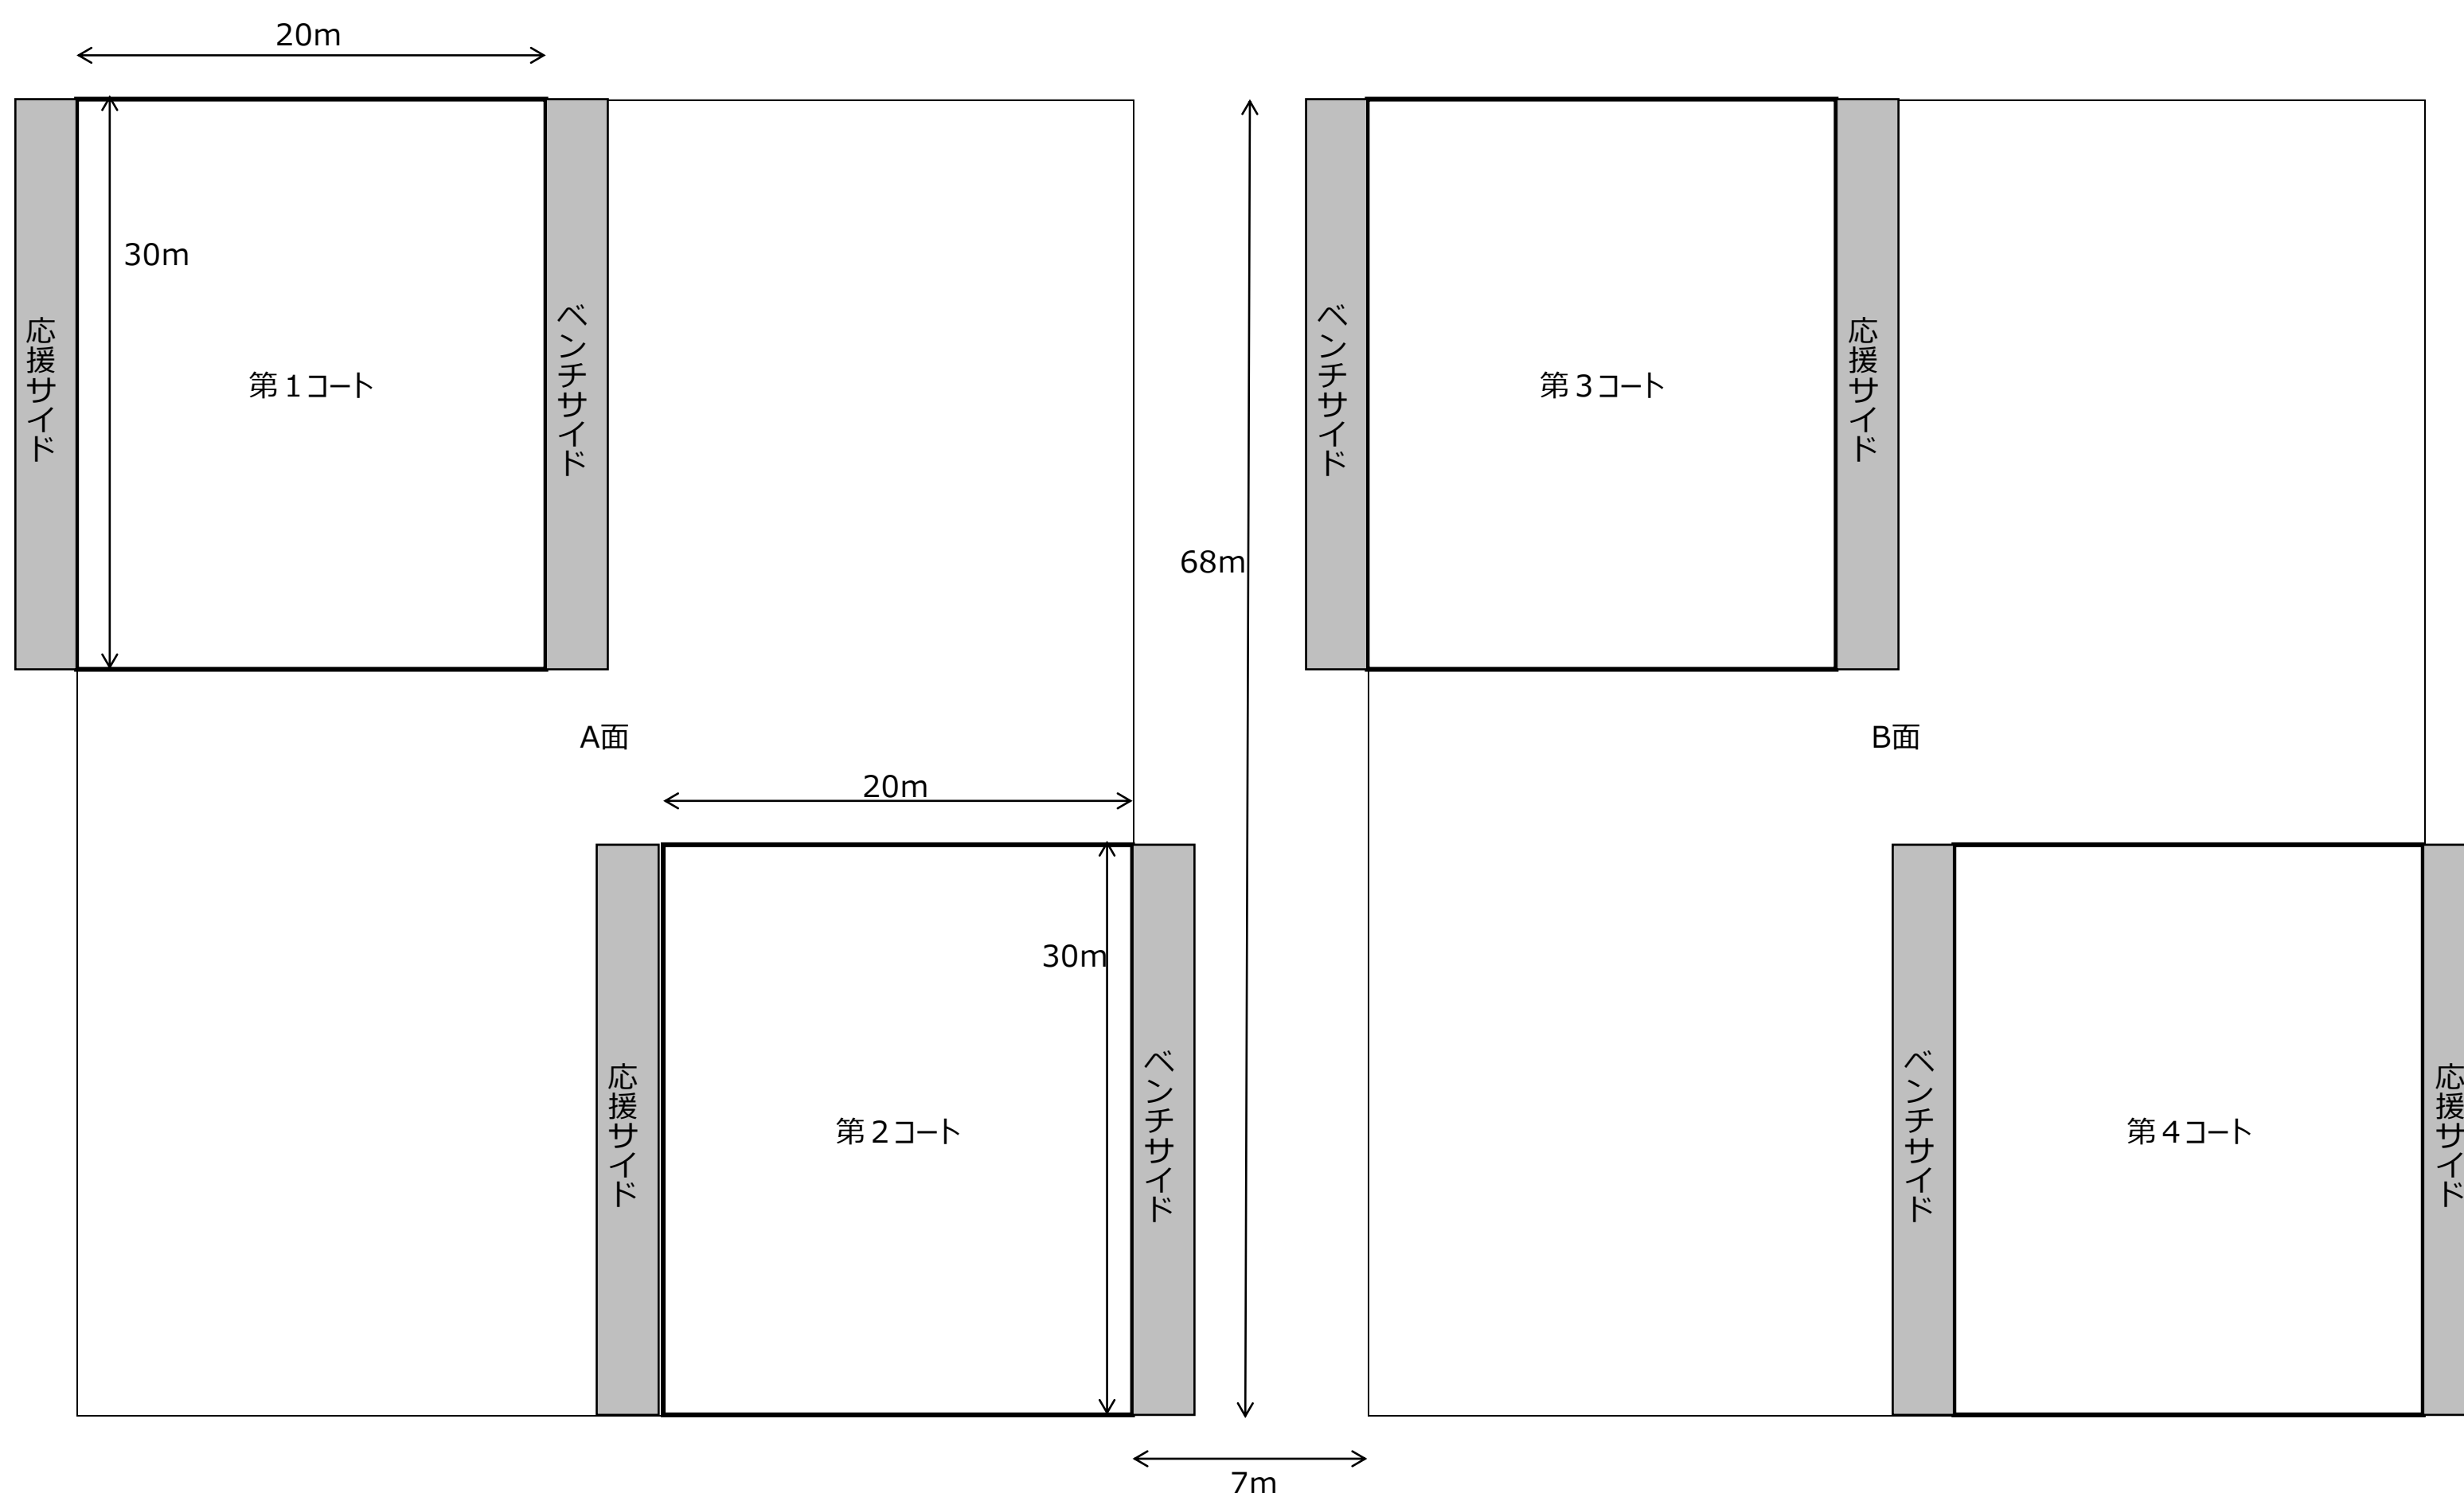 20m
30m
応援サイド
第１コート
ベンチサイド
ベンチサイド
第３コート
応援サイド
68m
A面
B面
20m
30m
応援サイド
第２コート
ベンチサイド
ベンチサイド
第４コート
応援サイド
7m